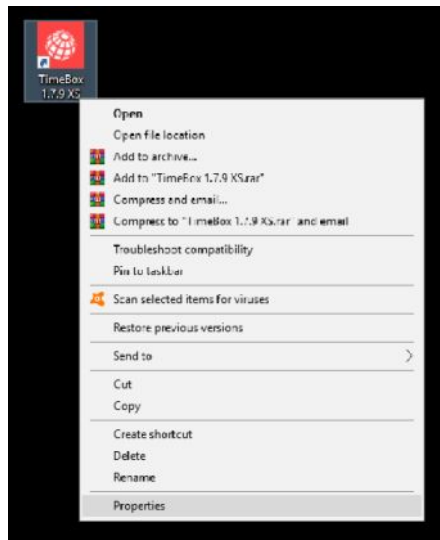 TimeBox
1.7.9 XS
Open
Open file location
Add to archive...
Add to "TimeBox 1.7.9 XS.rar"
Compress and email...
Compress to "TimeBox 1.7.9 XS.rar" and email
Troubleshoot compatibility
Pin to taskbar
Scan selected items for viruses
Restore previous versions
Send to
Cut
Copy
Create shortcut
Delete
Rename
Properties